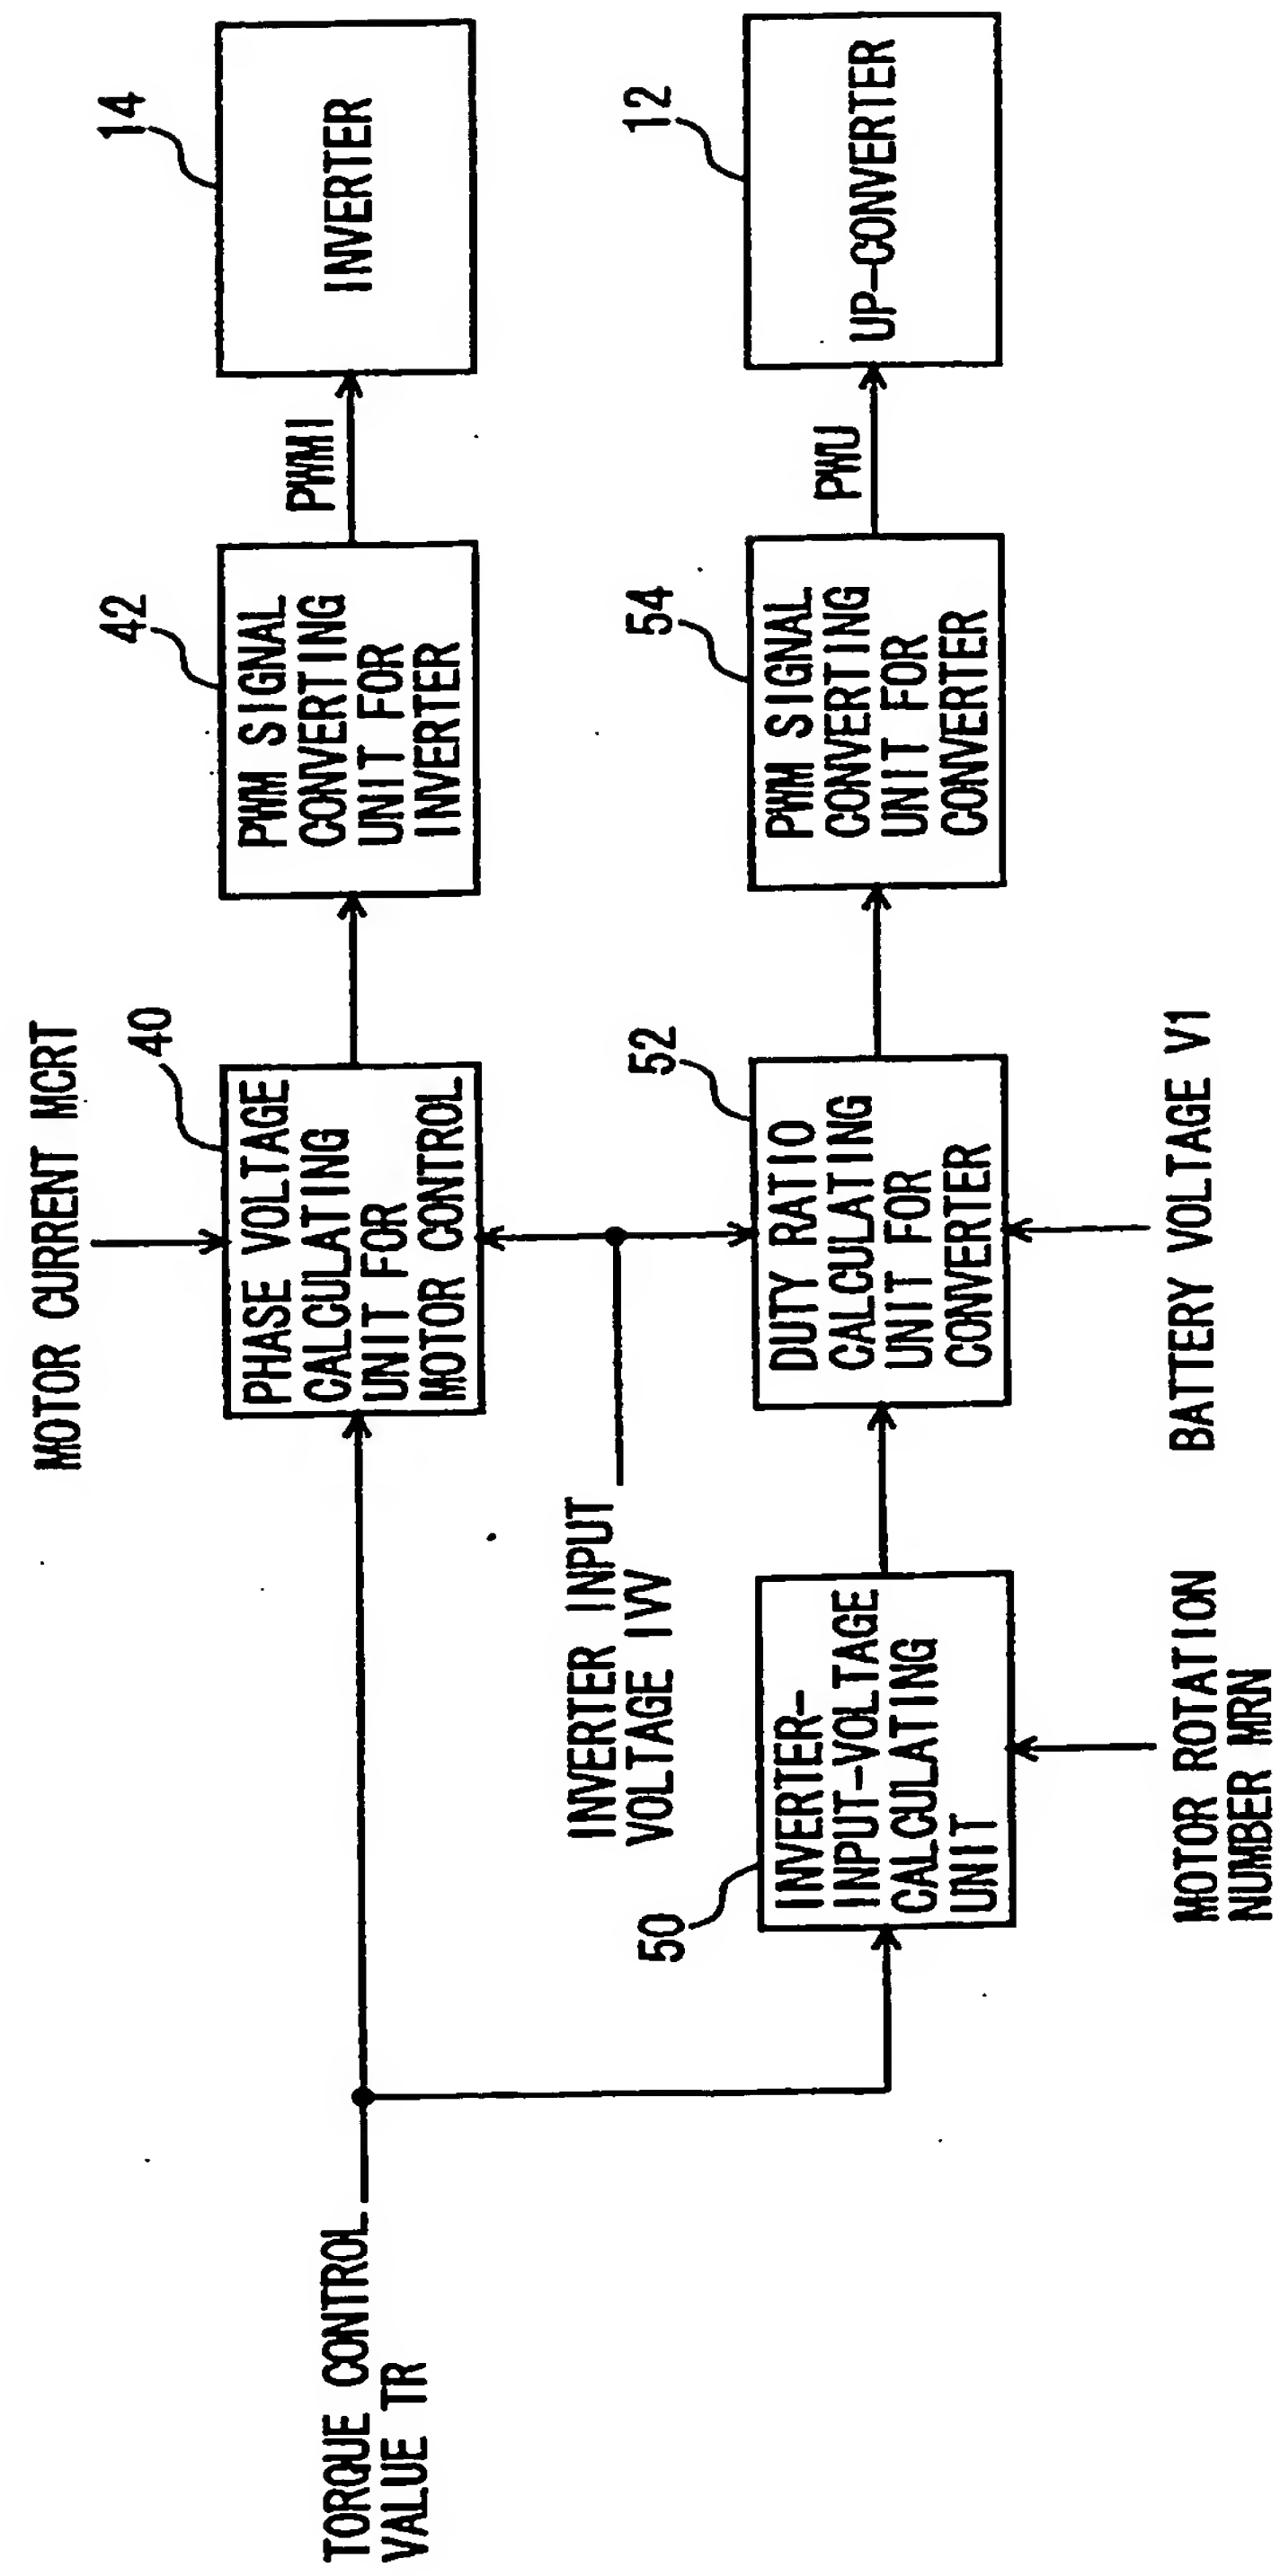 MOTOR CURRENT MCRT
40
42
14
PHASE VOLTAGE
CALCULATING
UNIT FOR
MOTOR CONTROL
PWM SIGNAL
CONVERTING
UNIT FOR
INVERTER
PWMI
INVERTER
TORQUE CONTROL
VALUE TR
INVERTER INPUT
VOLTAGE IVV
50
52
54
12
INVERTER-
INPUT-VOLTAGE
CALCULATING
UNIT
DUTY RATIO
CALCULATING
UNIT FOR
CONVERTER
PWM SIGNAL
CONVERTING
UNIT FOR
CONVERTER
PWU
UP-CONVERTER
MOTOR ROTATION
NUMBER MRN
BATTERY VOLTAGE V1